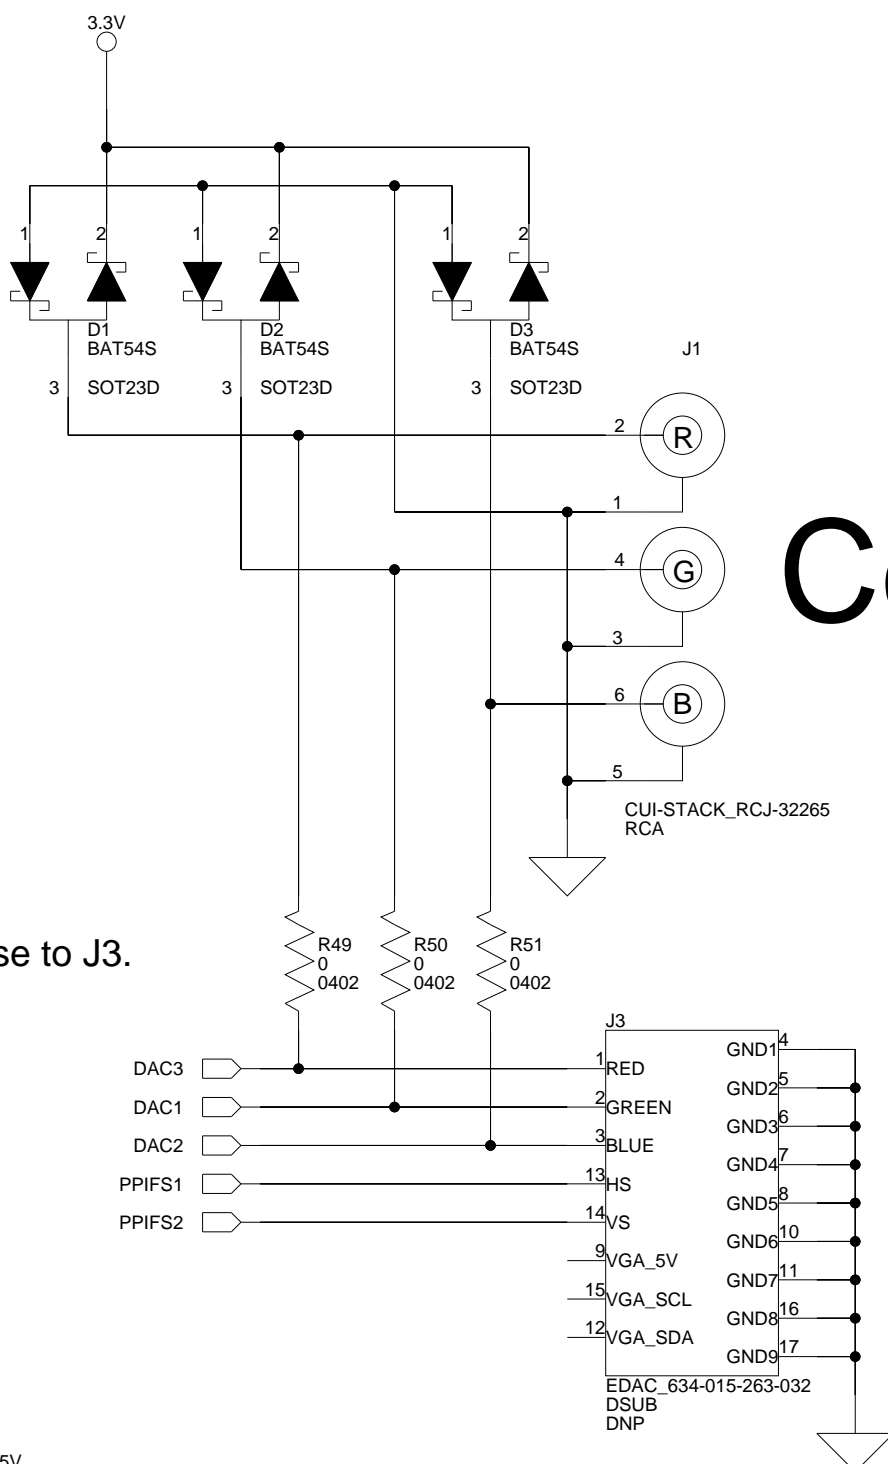 3.3V
1
2
1
2
1
2
D1
BAT54S
D2
BAT54S
D3
BAT54S
J1
3
SOT23D
3
SOT23D
3
SOT23D
2
R
1
4
G
3
6
B
5
CUI-STACK_RCJ-32265
RCA
se to J3.
R49
0
0402
R50
0
0402
R51
0
0402
J3
DAC3
1
RED
GND1
4
DAC1
2
GREEN
GND2
5
DAC2
3
BLUE
GND3
6
PPIFS1
13
HS
GND4
7
PPIFS2
14
VS
GND5
8
9
VGA_5V
GND6
10
15
VGA_SCL
GND7
11
12
VGA_SDA
GND8
16
GND9
17
EDAC_634-015-263-032
DSUB
DNP
5V